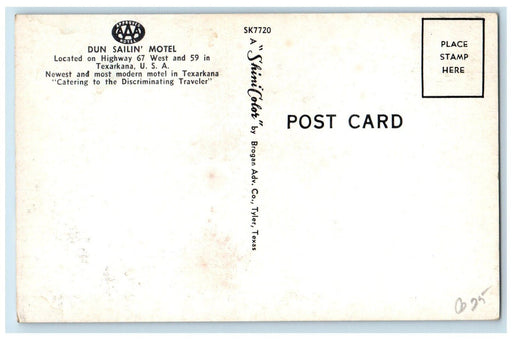 APPROVED
AAA
MOTEL
DUN SAILIN' MOTEL
Located on Highway 67 West and 59 in
Texarkana, U. S. A.
Newest and most modern motel in Texarkana
"Catering to the Discriminating Traveler"
SK7720
A "ShiniColor" by Brogan Adv. Co., Tyler, Texas
POST CARD
PLACE
STAMP
HERE